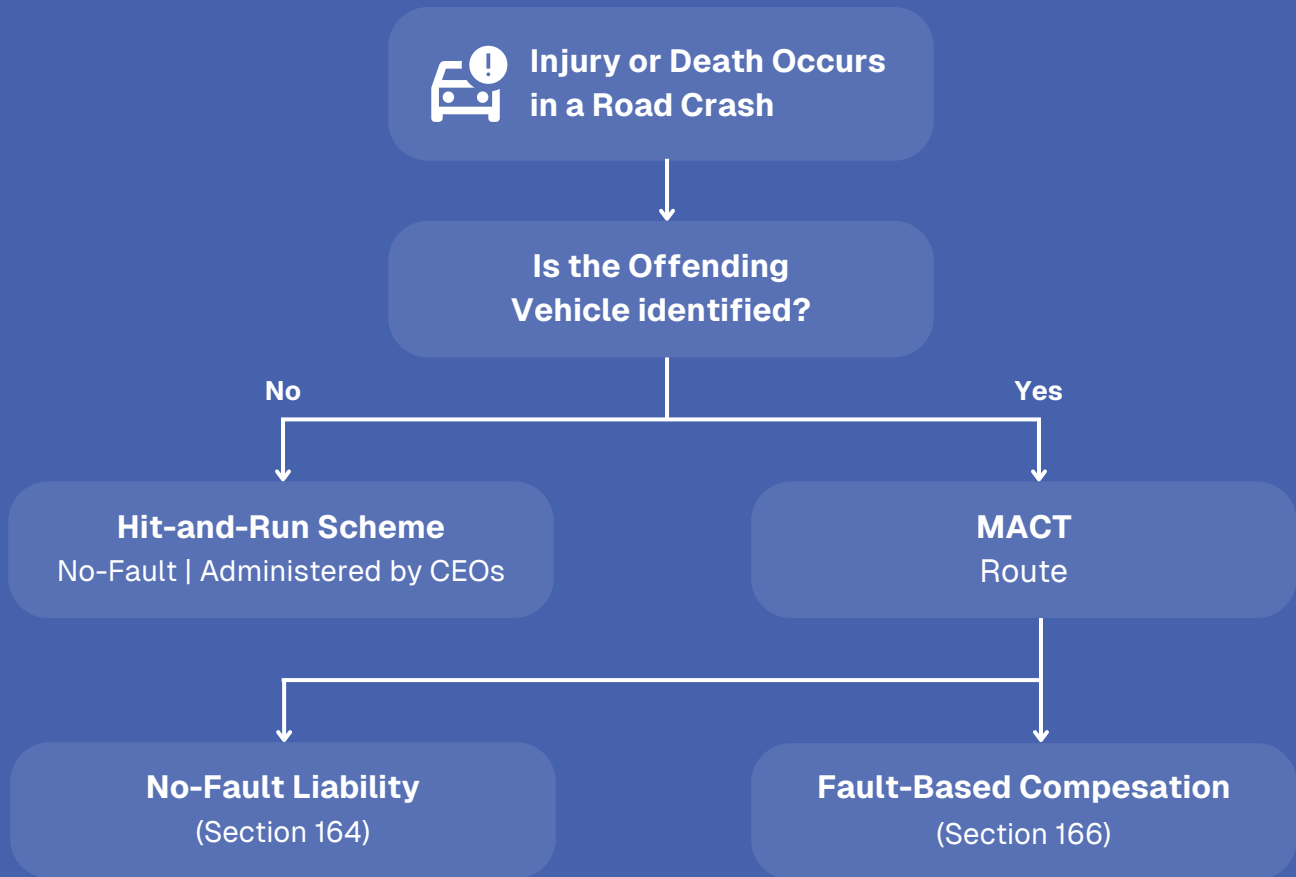 Injury or Death Occurs
in a Road Crash
Is the Offending
Vehicle identified?
No
Yes
Hit-and-Run Scheme
No-Fault | Administered by CEOs
MACT
Route
No-Fault Liability
(Section 164)
Fault-Based Compesation
(Section 166)